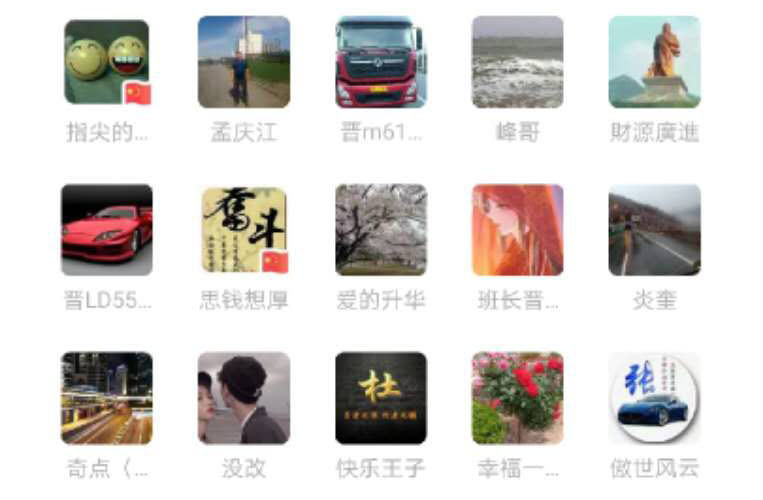 指尖的...
孟庆江
晋m61...
峰哥
財源廣進
奋斗
晋LD55...
思钱想厚
爱的升华
班长晋...
炎奎
张
杜
奇点（...
没改
快乐王子
幸福一...
傲世风云